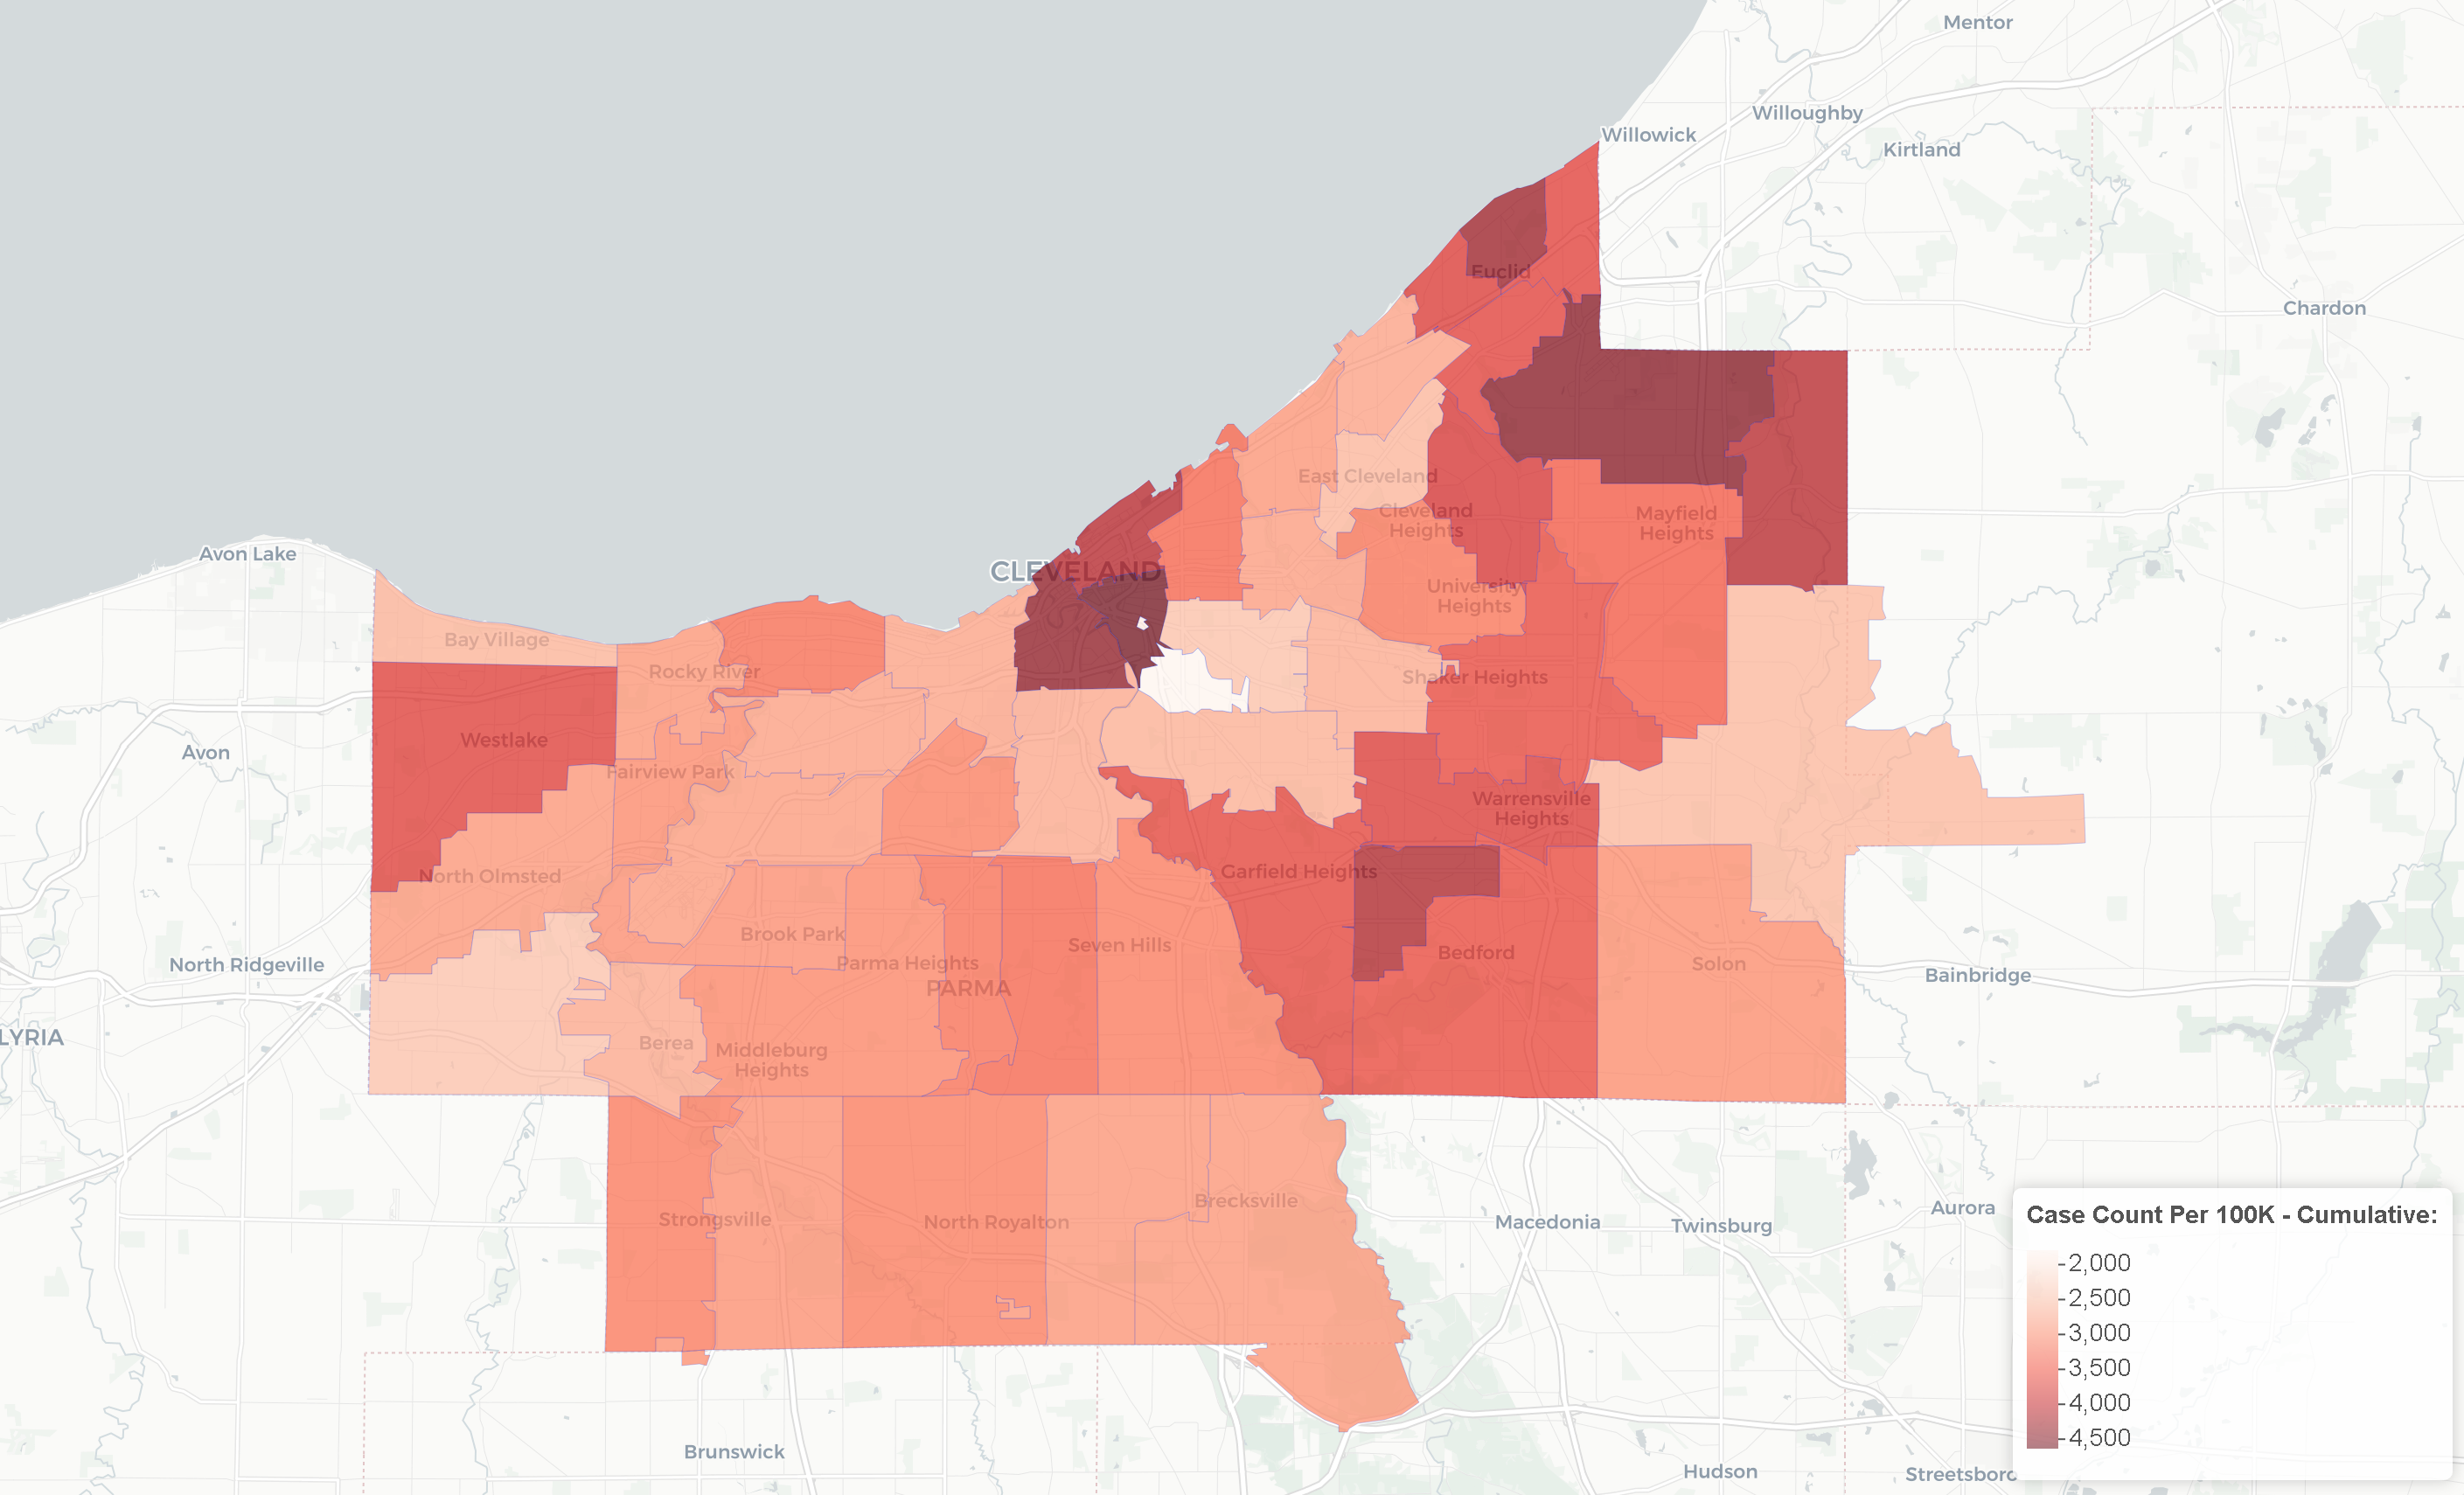 Mentor
Willoughby
Willowick
Kirtland
Euclid
Chardon
East Cleveland
Cleveland
Heights
Mayfield
Heights
Avon Lake
CLEVELAND
University
Heights
Bay Village
Rocky River
Shaker Heights
Westlake
Avon
Fairview Park
Warrensville
Heights
North Olmsted
Garfield Heights
Brook Park
Seven Hills
Bedford
North Ridgeville
Parma Heights
Solon
Bainbridge
PARMA
LYRIA
Berea
Middleburg
Heights
Brecksville
Aurora
Strongsville
North Royalton
Macedonia
Twinsburg
Case Count Per 100K - Cumulative:
2,000
2,500
3,000
3,500
4,000
4,500
Brunswick
Hudson
Streetsboro